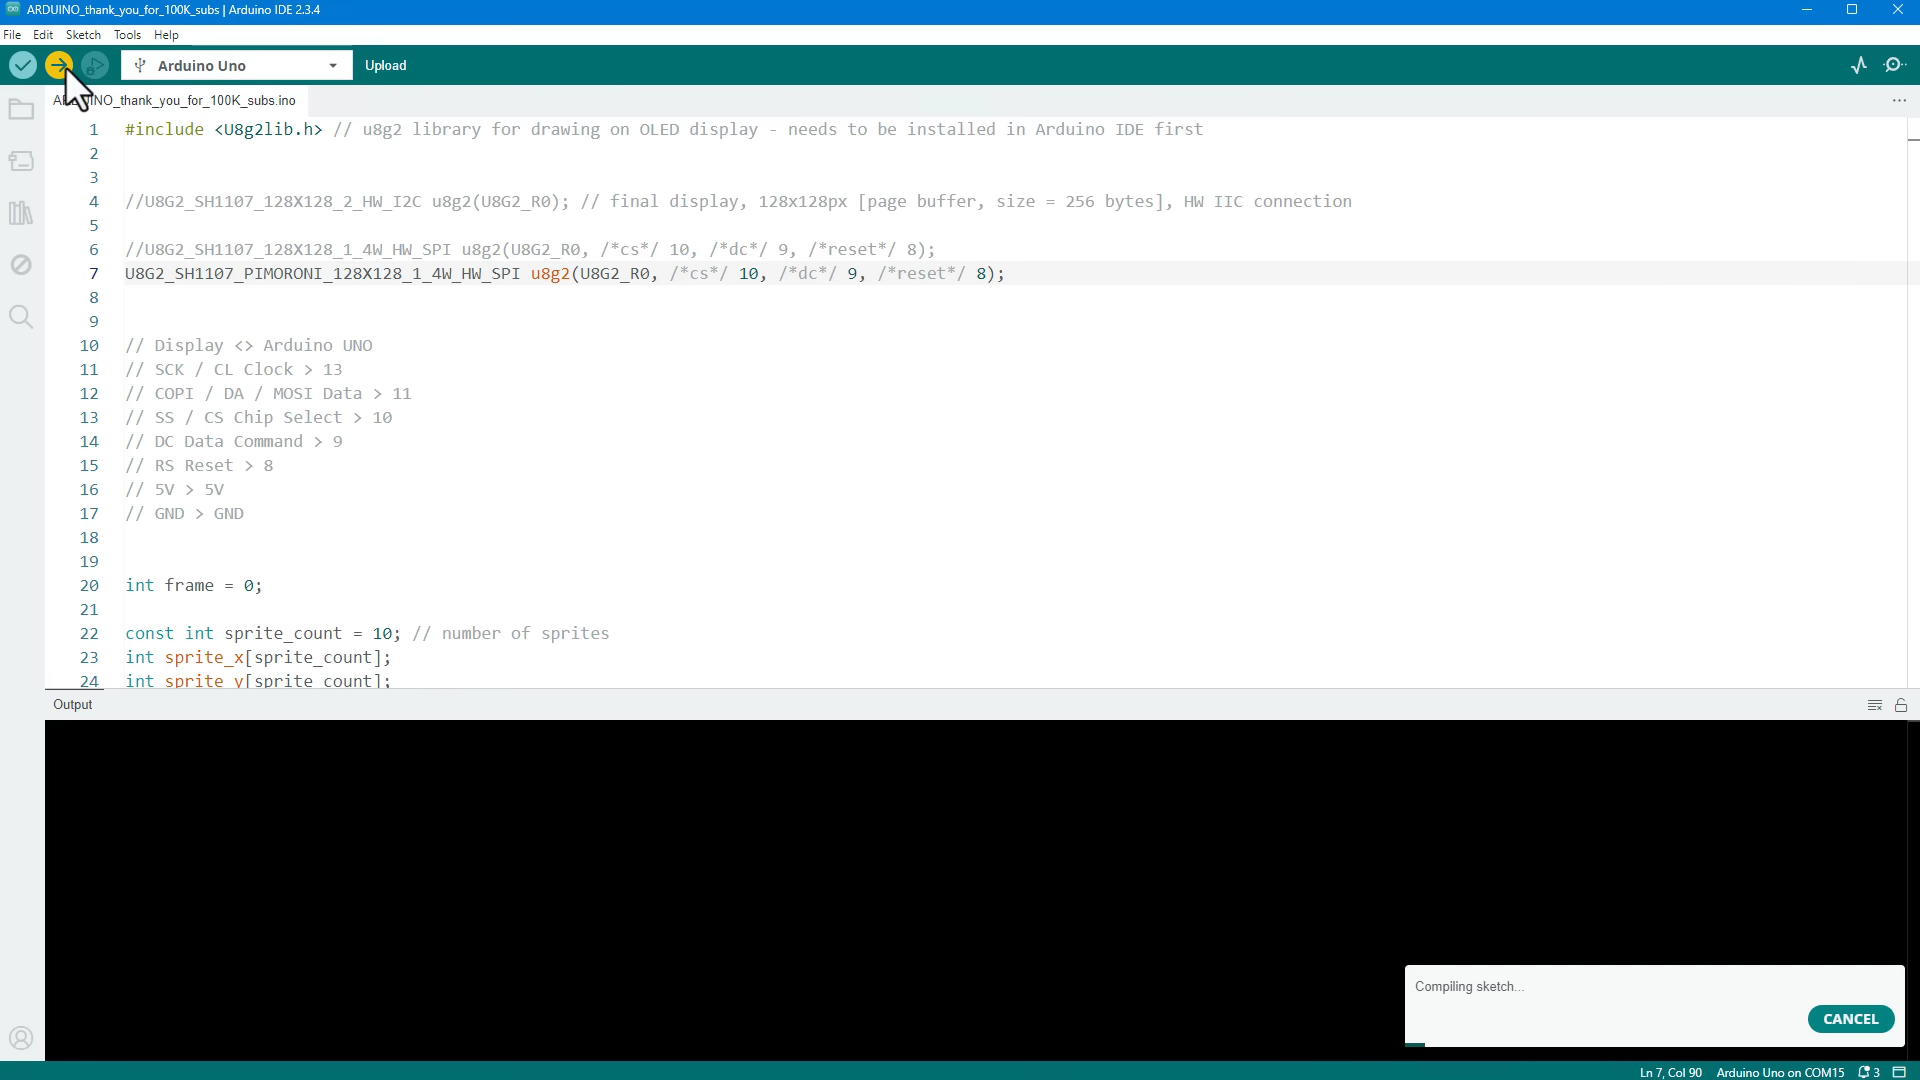 ARDUINO_thank_you_for_100K_subs | Arduino IDE 2.3.4
File Edit Sketch Tools Help
Arduino Uno Upload
_thank_you_for_100K_subs.ino
1 #include <U8g2lib.h> // u8g2 library for drawing on OLED display - needs to be installed in Arduino IDE first
2
3
4 //U8G2_SH1107_128X128_2_HW_I2C u8g2(U8G2_R0); // final display, 128x128px [page buffer, size = 256 bytes], HW IIC connection
5
6 //U8G2_SH1107_128X128_1_4W_HW_SPI u8g2(U8G2_R0, /*cs*/ 10, /*dc*/ 9, /*reset*/ 8);
7 U8G2_SH1107_PIMORONI_128X128_1_4W_HW_SPI u8g2(U8G2_R0, /*cs*/ 10, /*dc*/ 9, /*reset*/ 8);
8
9
10 // Display <> Arduino UNO
11 // SCK / CL Clock > 13
12 // COPI / DA / MOSI Data > 11
13 // SS / CS Chip Select > 10
14 // DC Data Command > 9
15 // RS Reset > 8
16 // 5V > 5V
17 // GND > GND
18
19
20 int frame = 0;
21
22 const int sprite_count = 10; // number of sprites
23 int sprite_x[sprite_count];
24 int sprite_y[sprite_count];
Output
Compiling sketch...
CANCEL
Ln 7, Col 90 Arduino Uno on COM15 3